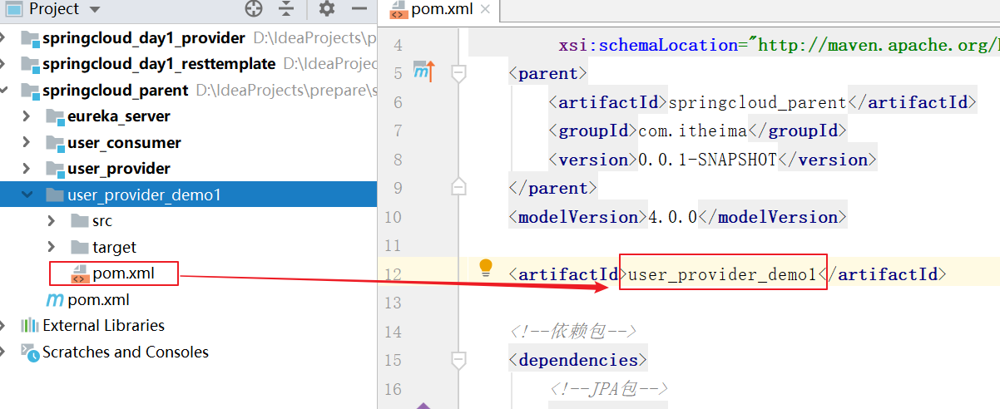 Project
springcloud_day1_provider D:\IdeaProjects\p
springcloud_day1_resttemplate D:\IdeaProjec
springcloud_parent D:\IdeaProjects\prepare\s
eureka_server
user_consumer
user_provider
user_provider_demo1
src
target
pom.xml
pom.xml
External Libraries
Scratches and Consoles
pom.xml
4 xsi:schemaLocation="http://maven.apache.org/
5 <parent>
6 <artifactId>springcloud_parent</artifactId>
7 <groupId>com.itheima</groupId>
8 <version>0.0.1-SNAPSHOT</version>
9 </parent>
10 <modelVersion>4.0.0</modelVersion>
11
12 <artifactId>user_provider_demo1</artifactId>
13
14 <!--依赖包-->
15 <dependencies>
16 <!--JPA包-->